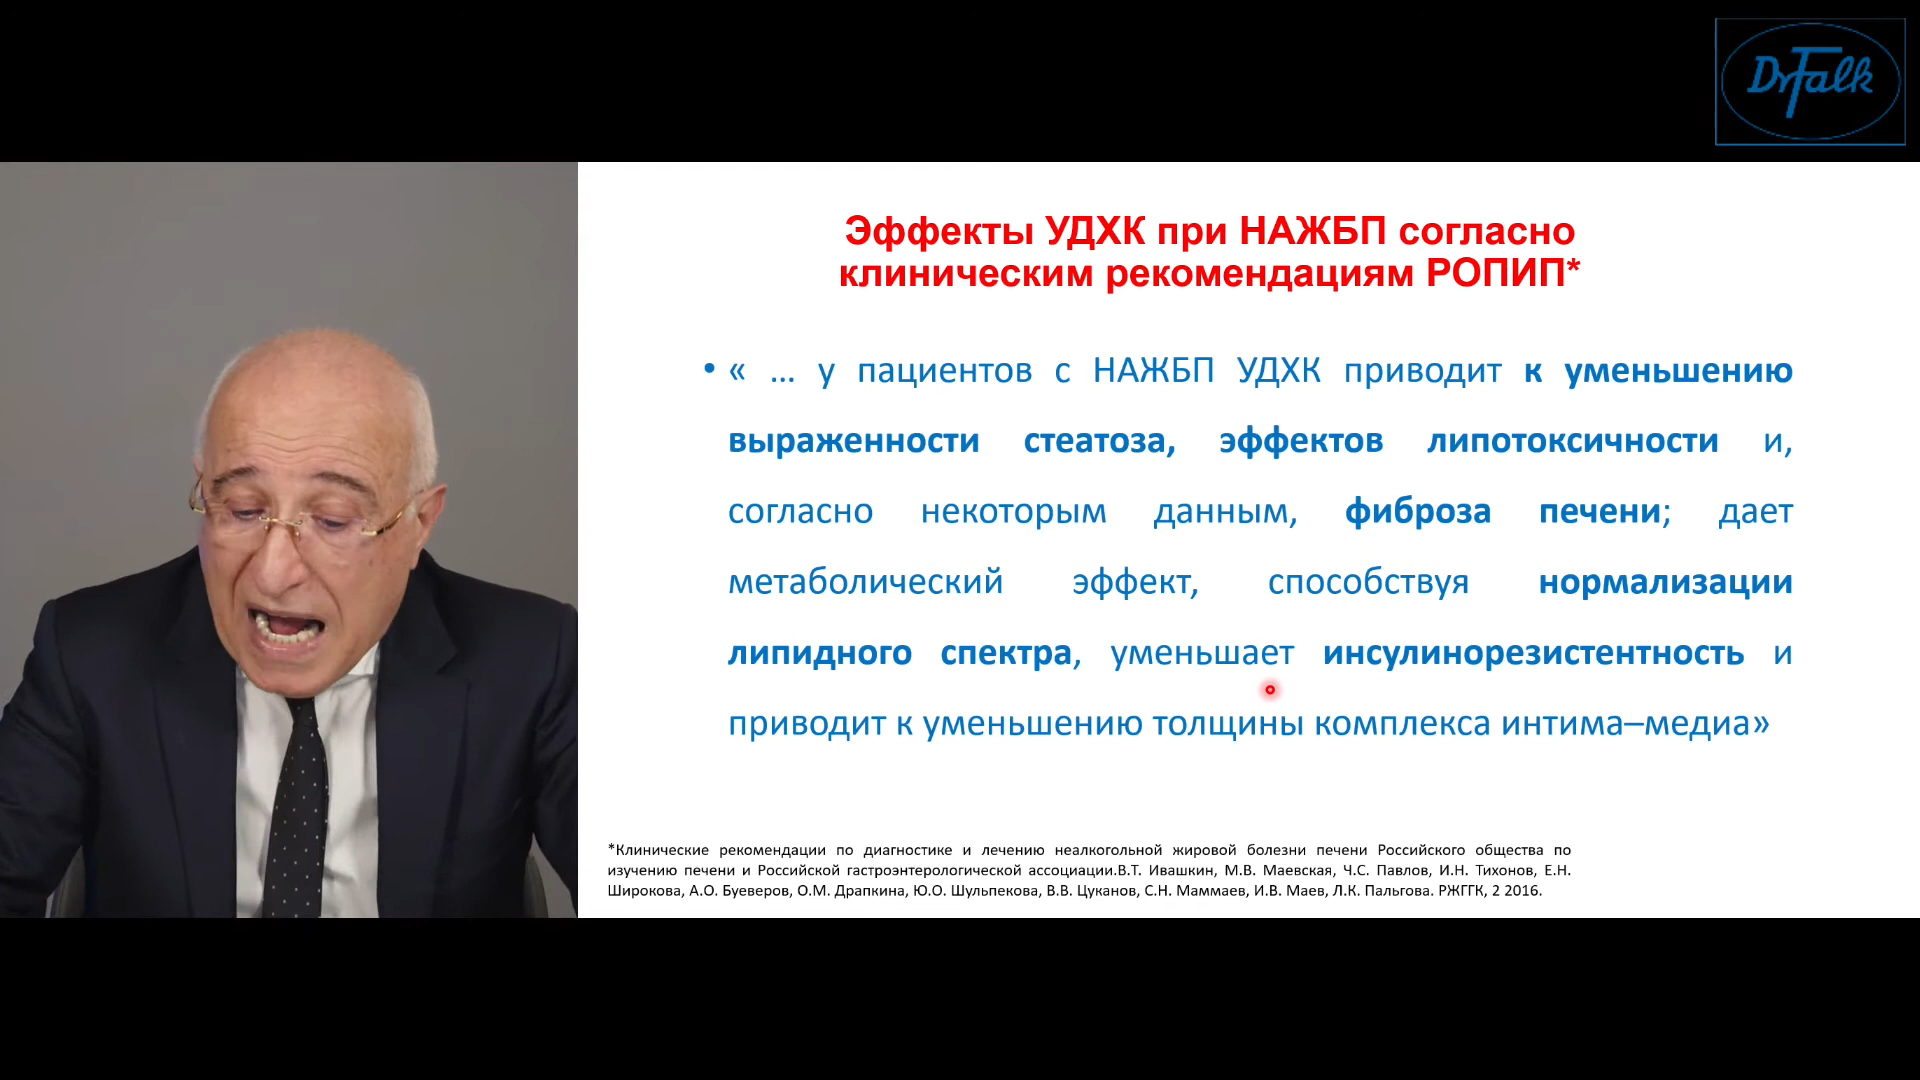 DrFalk
Эффекты УДХК при НАЖБП согласно
клиническим рекомендациям РОПИП*
• « ... у пациентов с НАЖБП УДХК приводит к уменьшению
выраженности стеатоза, эффектов липотоксичности и,
согласно некоторым данным, фиброза печени; дает
метаболический эффект, способствуя нормализации
липидного спектра, уменьшает инсулинорезистентность и
приводит к уменьшению толщины комплекса интима–медиа»
*Клинические рекомендации по диагностике и лечению неалкогольной жировой болезни печени Российского общества по
изучению печени и Российской гастроэнтерологической ассоциации.В.Т. Ивашкин, М.В. Маевская, Ч.С. Павлов, И.Н. Тихонов, Е.Н.
Широкова, А.О. Буеверов, О.М. Драпкина, Ю.О. Шульпекова, В.В. Цуканов, С.Н. Маммаев, И.В. Маев, Л.К. Пальгова. РЖГГК, 2 2016.